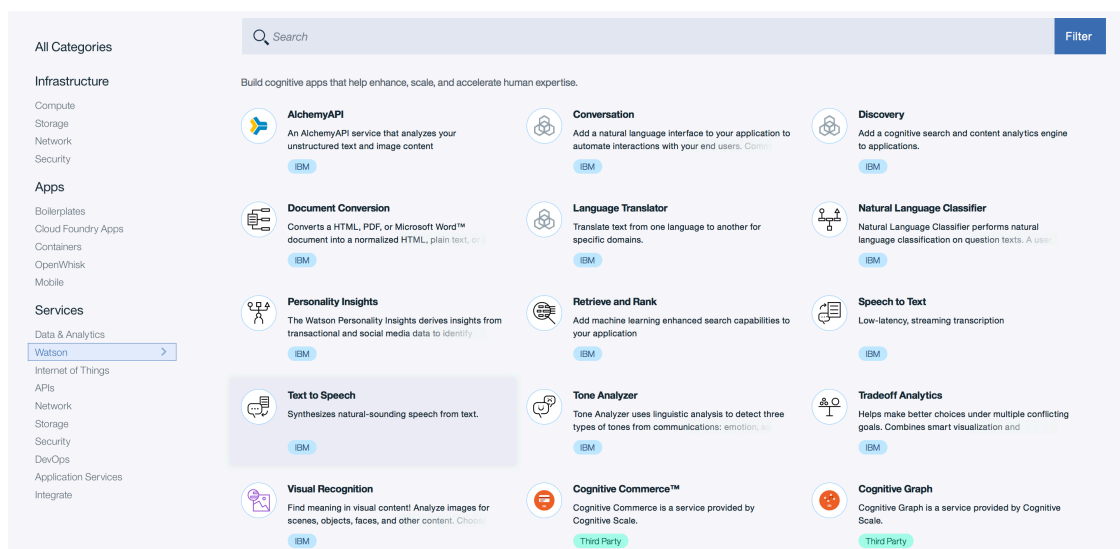 All Categories
Infrastructure
Compute
Storage
Network
Security
Apps
Boilerplates
Cloud Foundry Apps
Containers
OpenWhisk
Mobile
Services
Data & Analytics
Watson
Internet of Things
APIs
Network
Storage
Security
DevOps
Application Services
Integrate
Search
Filter
Build cognitive apps that help enhance, scale, and accelerate human expertise.
AlchemyAPI
An AlchemyAPI service that analyzes your
unstructured text and image content
IBM
Conversation
Add a natural language interface to your application to
automate interactions with your end users.
IBM
Discovery
Add a cognitive search and content analytics engine
to applications.
IBM
Document Conversion
Converts a HTML, PDF, or Microsoft Word™
document into a normalized HTML, plain text, or
IBM
Language Translator
Translate text from one language to another for
specific domains.
IBM
Natural Language Classifier
Natural Language Classifier performs natural
language classification on question texts. A user
IBM
Personality Insights
The Watson Personality Insights derives insights from
transactional and social media data to identify
IBM
Retrieve and Rank
Add machine learning enhanced search capabilities to
your application
IBM
Speech to Text
Low-latency, streaming transcription
IBM
Text to Speech
Synthesizes natural-sounding speech from text.
IBM
Tone Analyzer
Tone Analyzer uses linguistic analysis to detect three
types of tones from communications: emotion,
IBM
Tradeoff Analytics
Helps make better choices under multiple conflicting
goals. Combines smart visualization and
IBM
Visual Recognition
Find meaning in visual content! Analyze images for
scenes, objects, faces, and other content.
IBM
Cognitive Commerce™
Cognitive Commerce is a service provided by
Cognitive Scale.
Third Party
Cognitive Graph
Cognitive Graph is a service provided by Cognitive
Scale.
Third Party